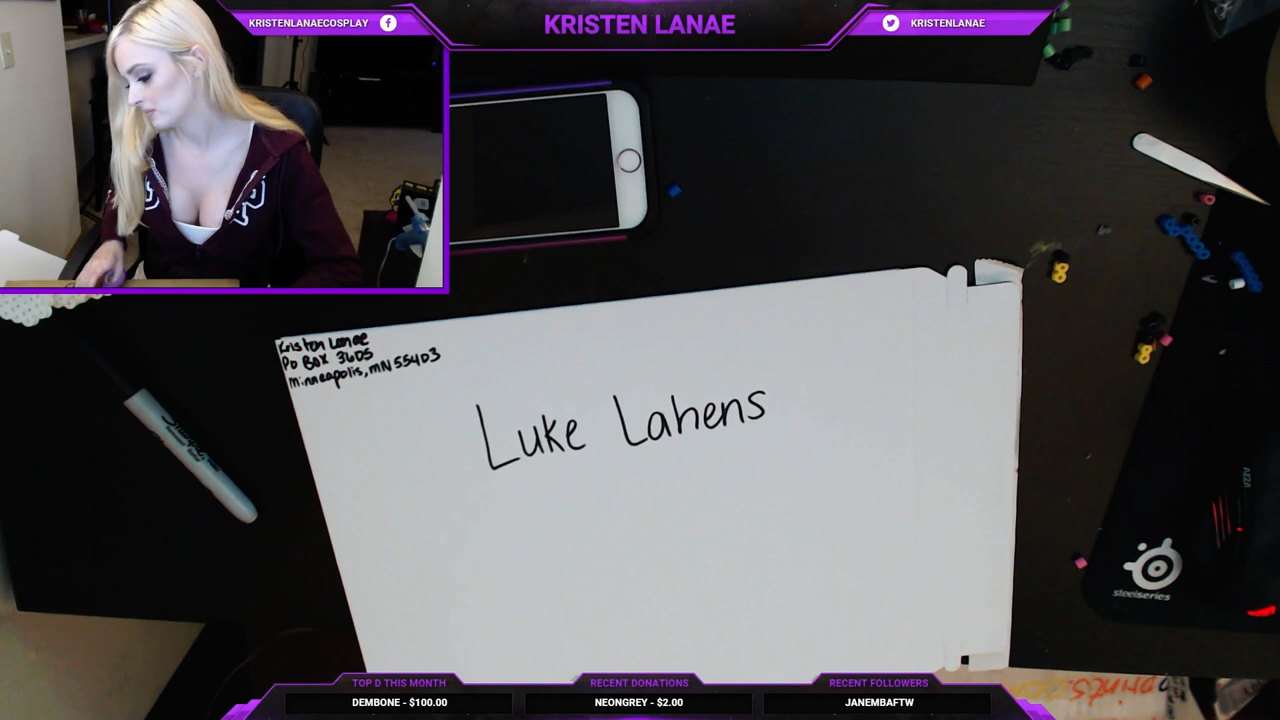 KRISTENLANAECOSPLAY
KRISTEN LANAE
KRISTENLANAE
Kristen Lanae
Po Box 3605
Minneapolis, MN 55403
Luke Lahens
Sharpie
steelseries
TOP D THIS MONTH
DEMBONE - $100.00
RECENT DONATIONS
NEONGREY - $2.00
RECENT FOLLOWERS
JANEMBAFTW